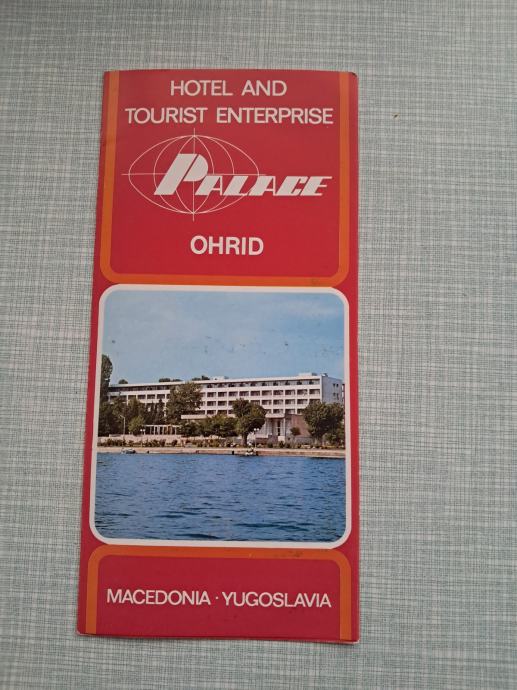 HOTEL AND
TOURIST ENTERPRISE
PALACE
OHRID
MACEDONIA · YUGOSLAVIA